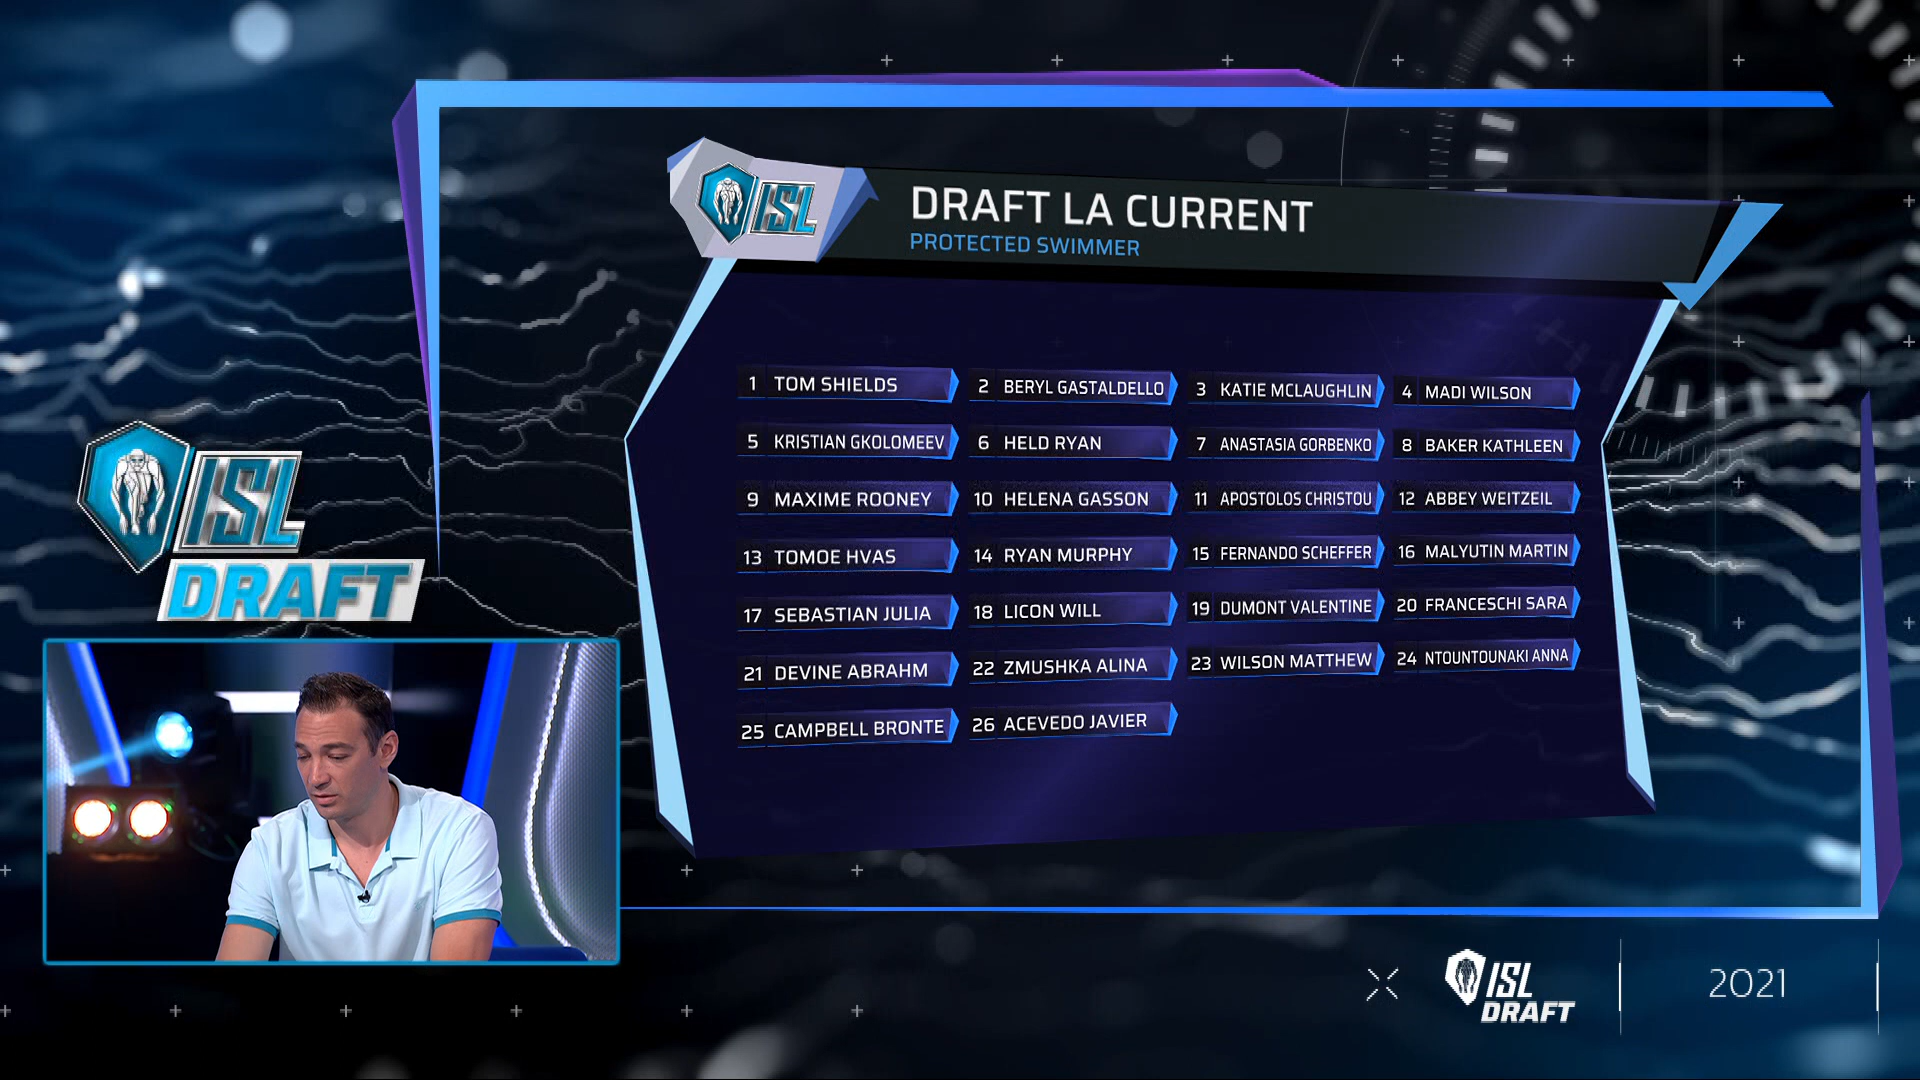 ISL
DRAFT LA CURRENT
PROTECTED SWIMMER
1 TOM SHIELDS
2 BERYL GASTALDELLO
3 KATIE MCLAUGHLIN
4 MADI WILSON
5 KRISTIAN GKOLOMEEV
6 HELD RYAN
7 ANASTASIA GORBENKO
8 BAKER KATHLEEN
9 MAXIME ROONEY
10 HELENA GASSON
11 APOSTOLOS CHRISTOU
12 ABBEY WEITZEIL
13 TOMOE HVAS
14 RYAN MURPHY
15 FERNANDO SCHEFFER
16 MALYUTIN MARTIN
17 SEBASTIAN JULIA
18 LICON WILL
19 DUMONT VALENTINE
20 FRANCESCHI SARA
21 DEVINE ABRAHM
22 ZMUSHKA ALINA
23 WILSON MATTHEW
24 NTOUNTOUNAKI ANNA
25 CAMPBELL BRONTE
26 ACEVEDO JAVIER
ISL
DRAFT
ISL
DRAFT
2021